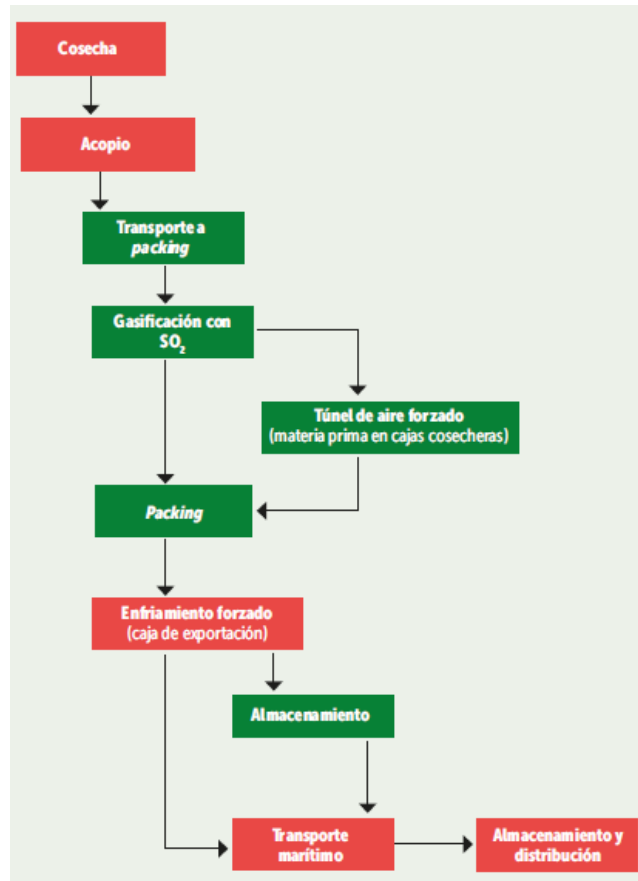 Cosecha
Acopio
Transporte a
packing
Gasificación con
SO₂
Túnel de aire forzado
(materia prima en cajas cosecheras)
Packing
Enfriamiento forzado
(caja de exportación)
Almacenamiento
Transporte
marítimo
Almacenamiento y
distribución